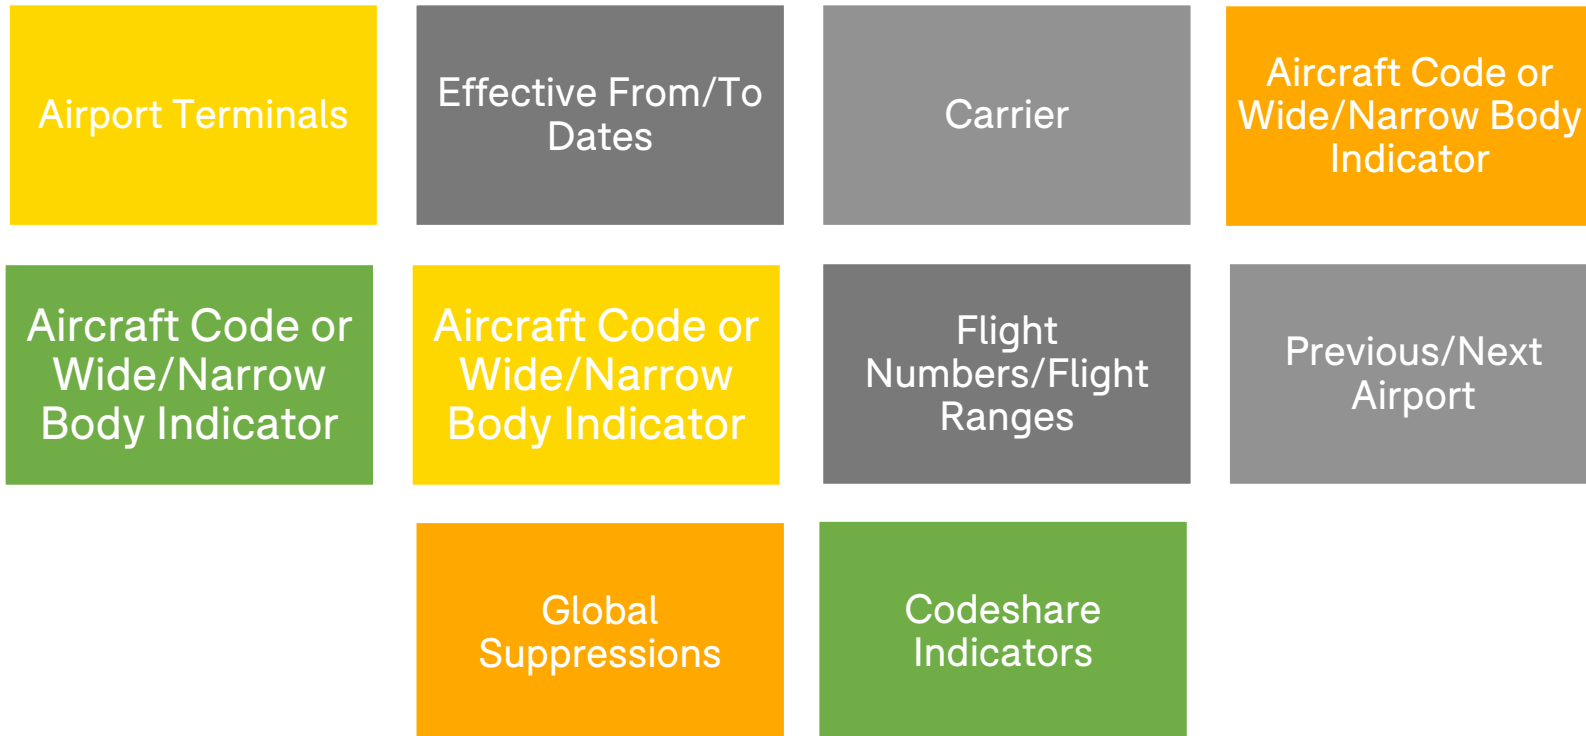 Airport Terminals
Effective From/To
Dates
Carrier
Aircraft Code or
Wide/Narrow Body
Indicator
Aircraft Code or
Wide/Narrow
Body Indicator
Aircraft Code or
Wide/Narrow
Body Indicator
Flight
Numbers/Flight
Ranges
Previous/Next
Airport
Global
Suppressions
Codeshare
Indicators